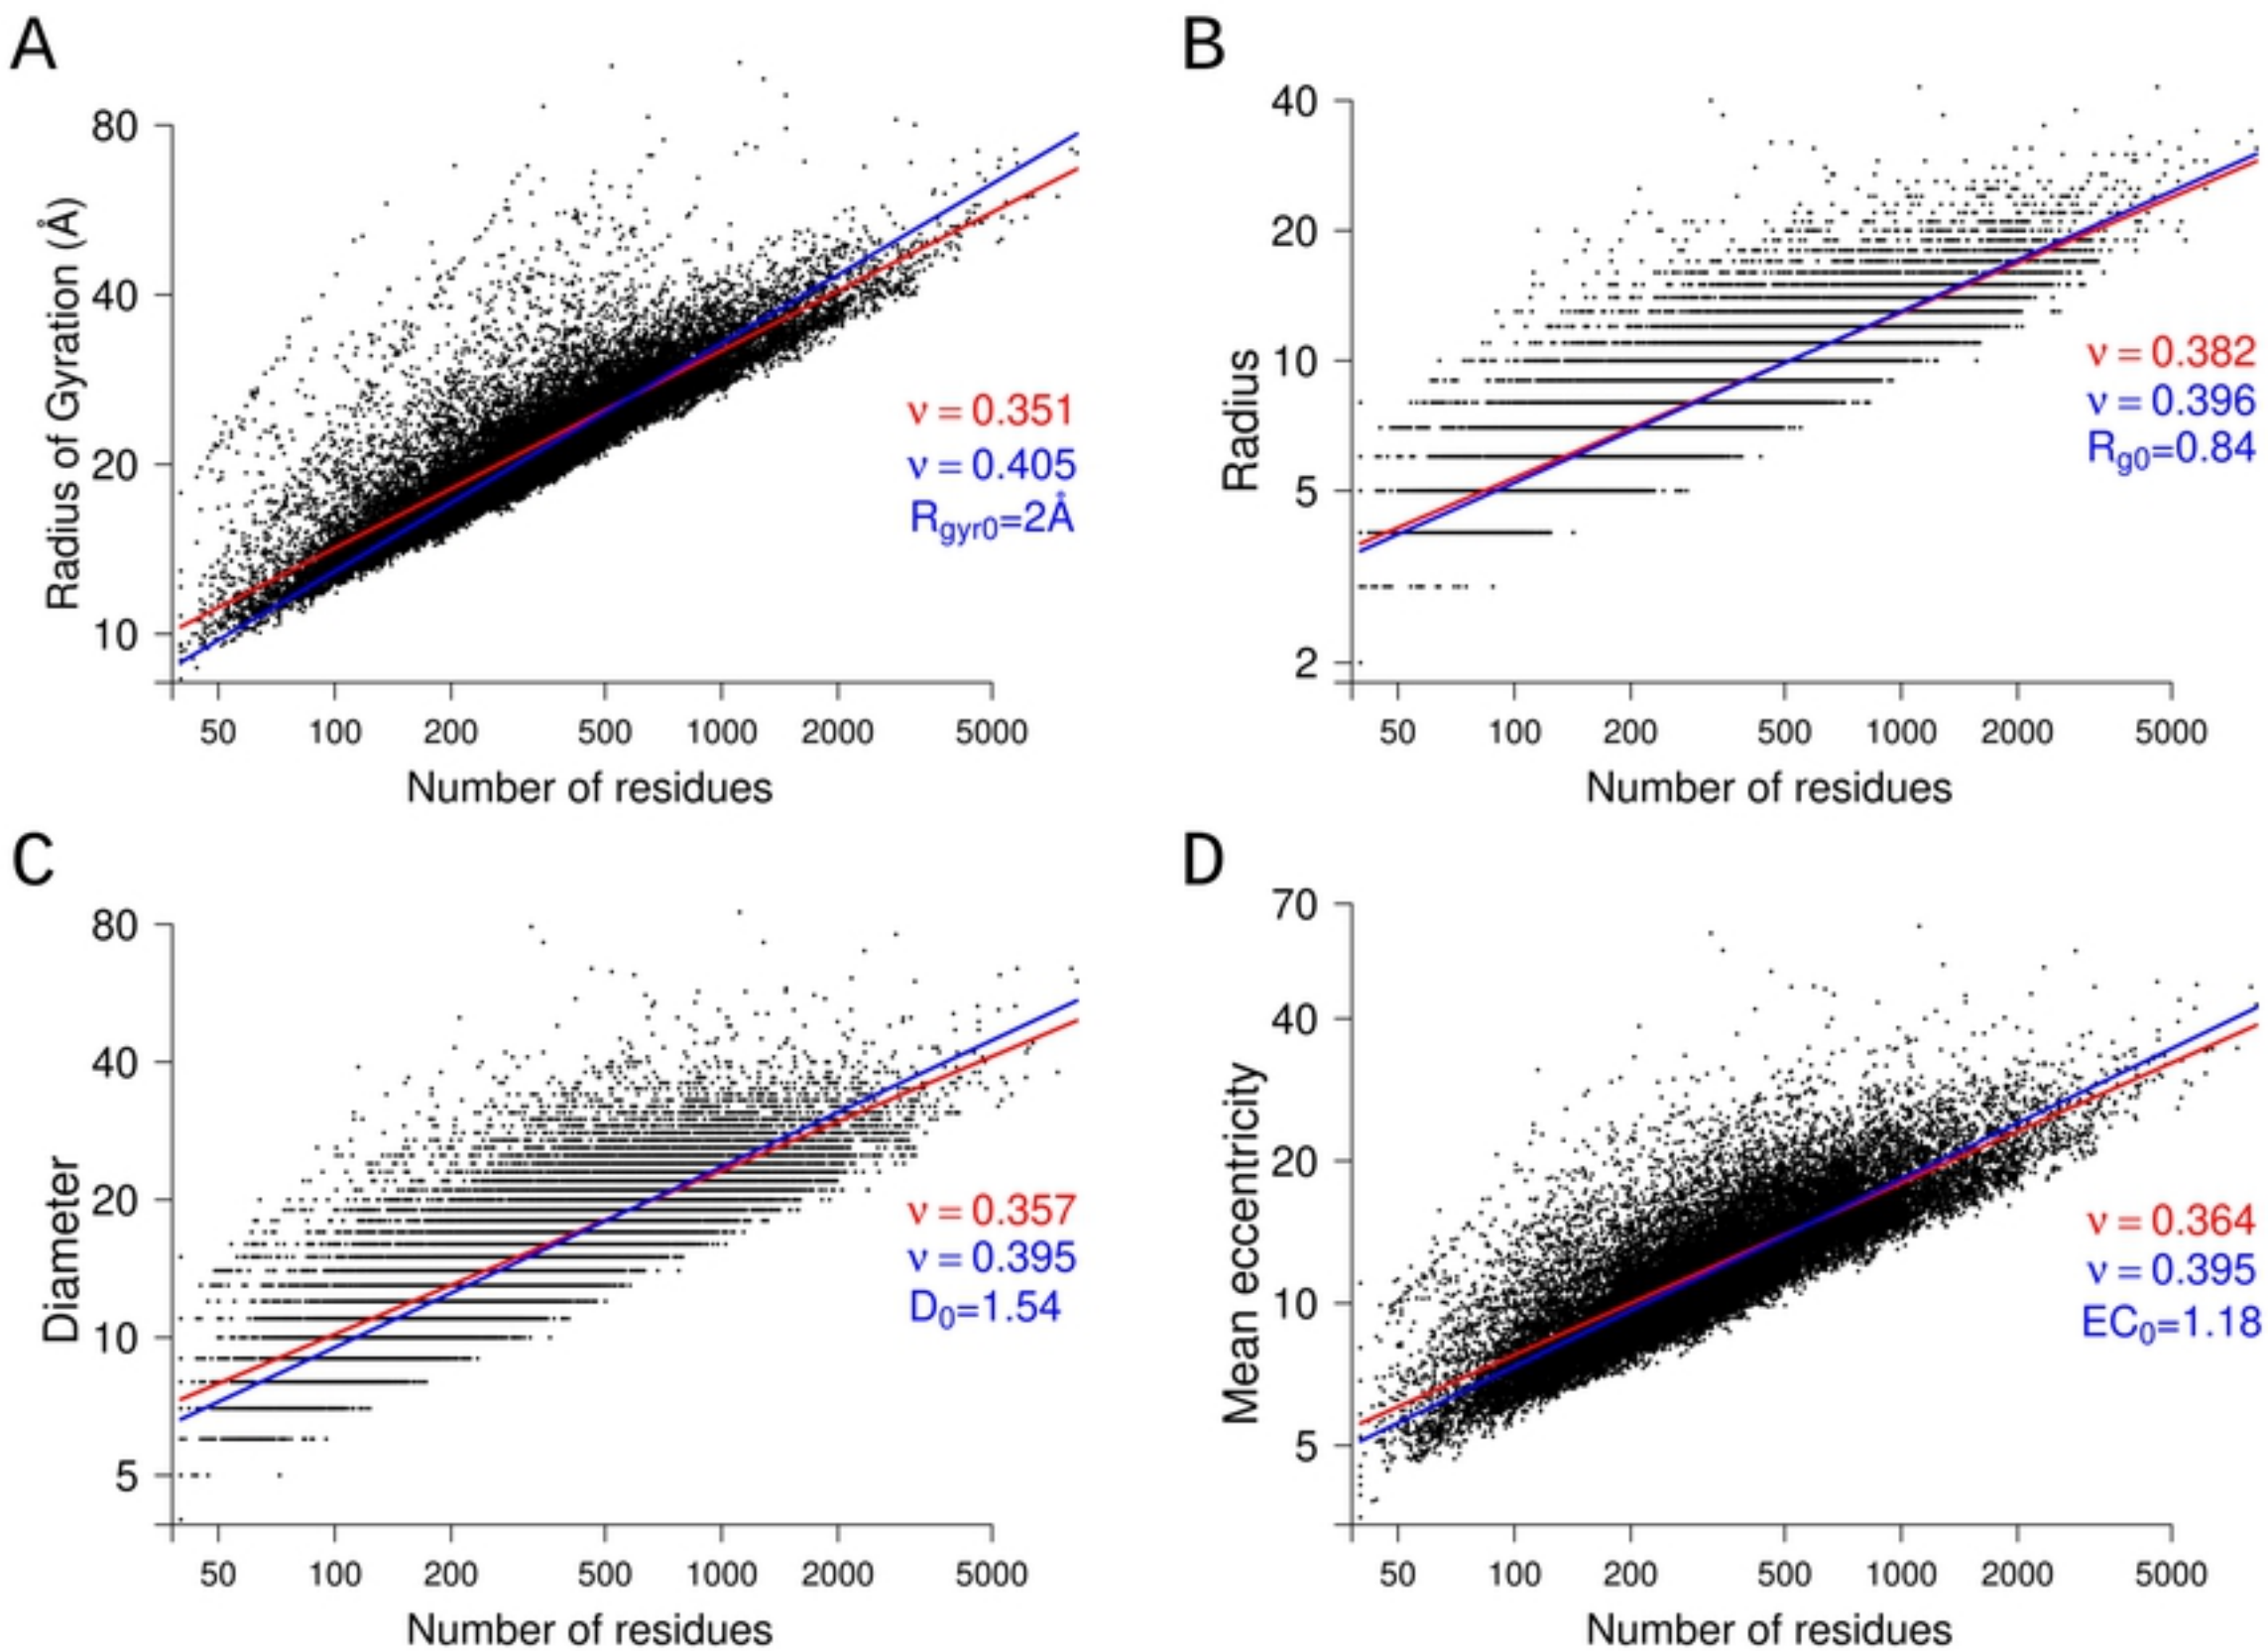 A
Radius of Gyration (Å)
80
40
20
10
ν = 0.351
ν = 0.405
Rgyr0=2Å
50 100 200 500 1000 2000 5000
Number of residues
B
Radius
40
20
10
5
2
ν = 0.382
ν = 0.396
Rg0=0.84
50 100 200 500 1000 2000 5000
Number of residues
C
Diameter
80
40
20
10
5
ν = 0.357
ν = 0.395
D0=1.54
50 100 200 500 1000 2000 5000
Number of residues
D
Mean eccentricity
70
40
20
10
5
ν = 0.364
ν = 0.395
EC0=1.18
50 100 200 500 1000 2000 5000
Number of residues